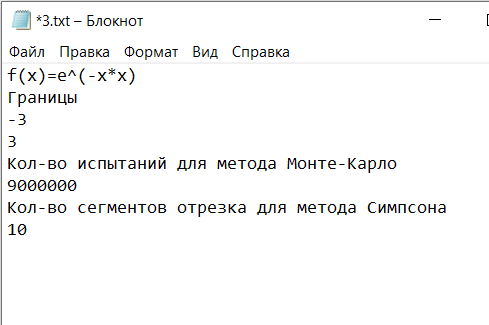 *3.txt – Блокнот
Файл Правка Формат Вид Справка
f(x)=e^(-x*x)
Границы
-3
3
Кол-во испытаний для метода Монте-Карло
9000000
Кол-во сегментов отрезка для метода Симпсона
10